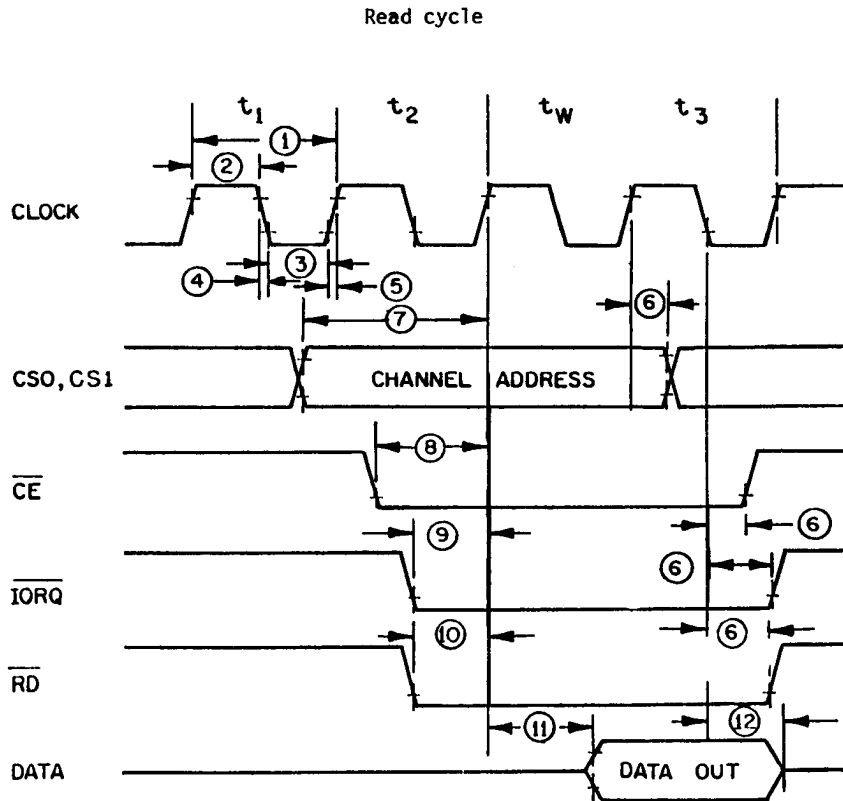 Read cycle
t1 t2 tW t3
①
②
CLOCK
③
④ ⑤
⑦ ⑥
CSO, CS1 CHANNEL ADDRESS
⑧
CE
⑨ ⑥
⑥
IORQ
⑩ ⑥
RD
⑪ ⑫
DATA DATA OUT